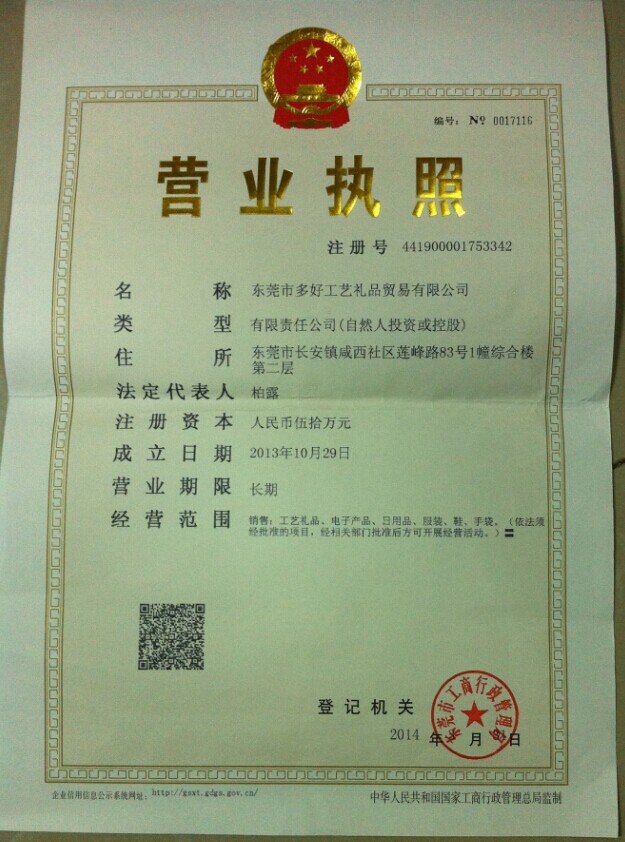 编号: № 0017116
营业执照
注册号 441900001753342
名称 东莞市多好工艺礼品贸易有限公司
类型 有限责任公司(自然人投资或控股)
住所 东莞市长安镇咸西社区莲峰路83号1幢综合楼
第二层
法定代表人 柏露
注册资本 人民币伍拾万元
成立日期 2013年10月29日
营业期限 长期
经营范围 销售：工艺礼品、电子产品、日用品、服装、鞋、手袋。（依法须
经批准的项目，经相关部门批准后方可开展经营活动。）〓
登记机关
东莞市工商行政管理局
2014 年 月 日
企业信用信息公示系统网址： http://gsxt.gdgs.gov.cn/
中华人民共和国国家工商行政管理总局监制